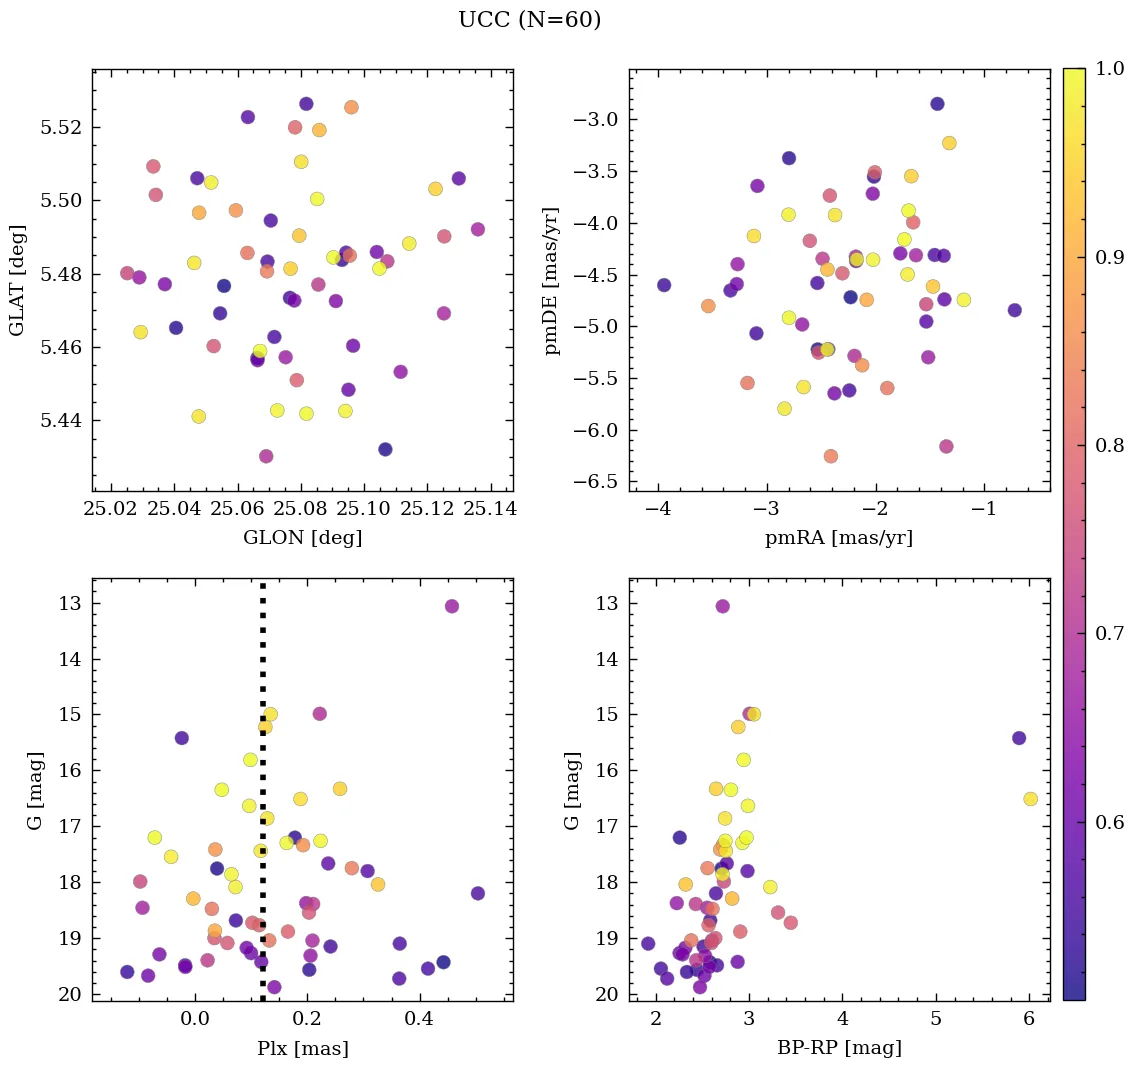 UCC (N=60)
5.52
5.50
5.48
5.46
5.44
GLAT [deg]
25.02 25.04 25.06 25.08 25.10 25.12 25.14
GLON [deg]
−3.0
−3.5
−4.0
−4.5
−5.0
−5.5
−6.0
−6.5
pmDE [mas/yr]
−4 −3 −2 −1
pmRA [mas/yr]
1.0
0.9
0.8
0.7
0.6
13
14
15
16
17
18
19
20
G [mag]
0.0 0.2 0.4
Plx [mas]
13
14
15
16
17
18
19
20
G [mag]
2 3 4 5 6
BP-RP [mag]